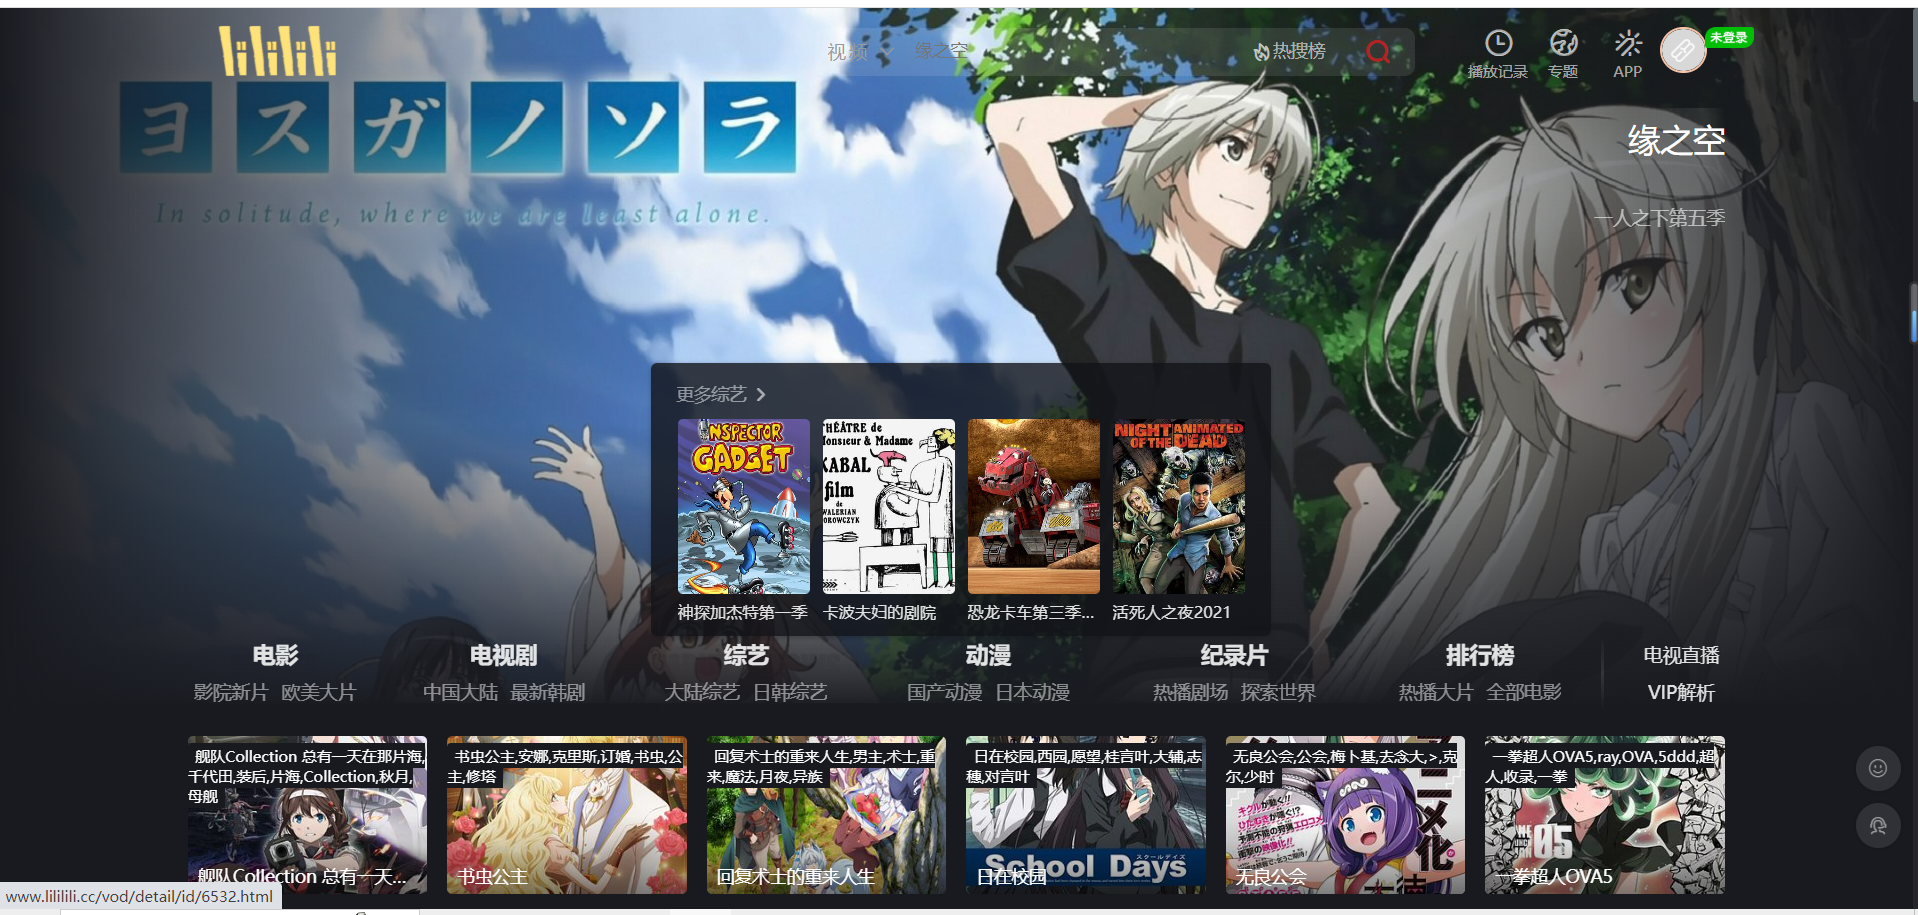 lilililili
视频
缘之空
热搜榜
播放记录
专题
APP
未登录
ヨスガノソラ
In solitude, where we are least alone.
缘之空
一人之下第五季
更多综艺
INSPECTOR
GADGET
THÉÂTRE de
Monsieur & Madame
KABAL
film
de
WALERIAN
BOROWCZYK
NIGHT ANIMATED
OF THE DEAD
神探加杰特第一季
卡波夫妇的剧院
恐龙卡车第三季...
活死人之夜2021
电影
影院新片 欧美大片
电视剧
中国大陆 最新韩剧
综艺
大陆综艺 日韩综艺
动漫
国产动漫 日本动漫
纪录片
热播剧场 探索世界
排行榜
热播大片 全部电影
电视直播
VIP解析
舰队Collection 总有一天在那片海,
千代田,装后,片海,Collection,秋月,
母舰
舰队Collection 总有一天...
书虫公主,安娜,克里斯,订婚,书虫,公
主,修塔
书虫公主
回复术士的重来人生,男主,术士,重
来,魔法,月夜,异族
回复术士的重来人生
日在校园,西园,愿望,桂言叶,大辅,志
穗,对言叶
スクールデイズ
School Days
日在校园
无良公会,公会,梅卜基,去念大,>,克
尔,少时
无良公会
一拳超人OVA5,ray,OVA,5ddd,超
人,收录,一拳
05
一拳超人OVA5
www.lilililili.cc/vod/detail/id/6532.html